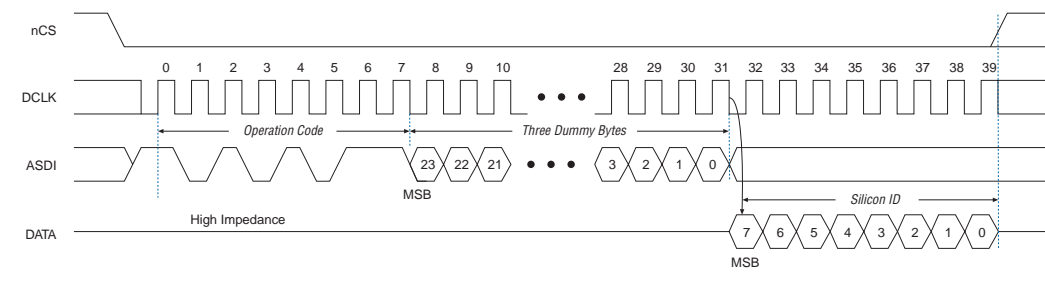 nCS
0 1 2 3 4 5 6 7 8 9 10 28 29 30 31 32 33 34 35 36 37 38 39
DCLK
Operation Code Three Dummy Bytes
ASDI 23 22 21 3 2 1 0
MSB
Silicon ID
High Impedance
DATA 7 6 5 4 3 2 1 0
MSB